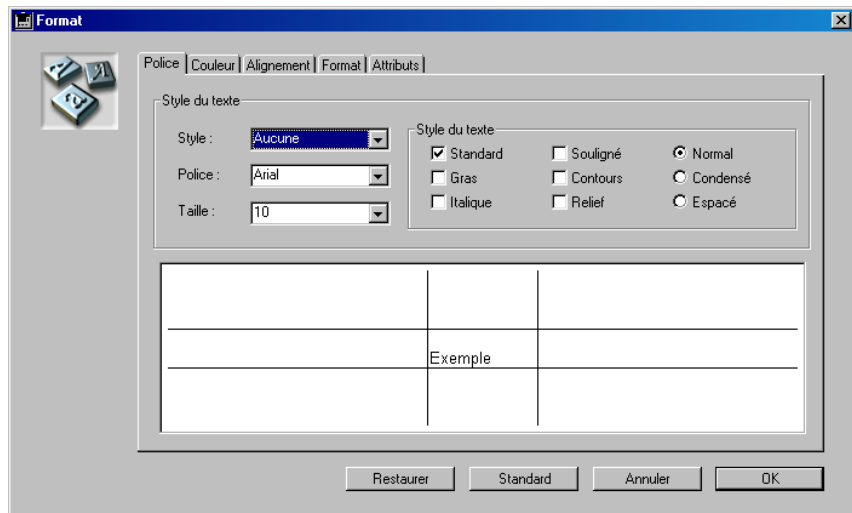 Format
Police Couleur Alignement Format Attributs
Style du texte
Style : Aucune
Police : Arial
Taille : 10
Style du texte
Standard Souligné Normal
Gras Contours Condensé
Italique Relief Espacé
Exemple
Restaurer Standard Annuler OK